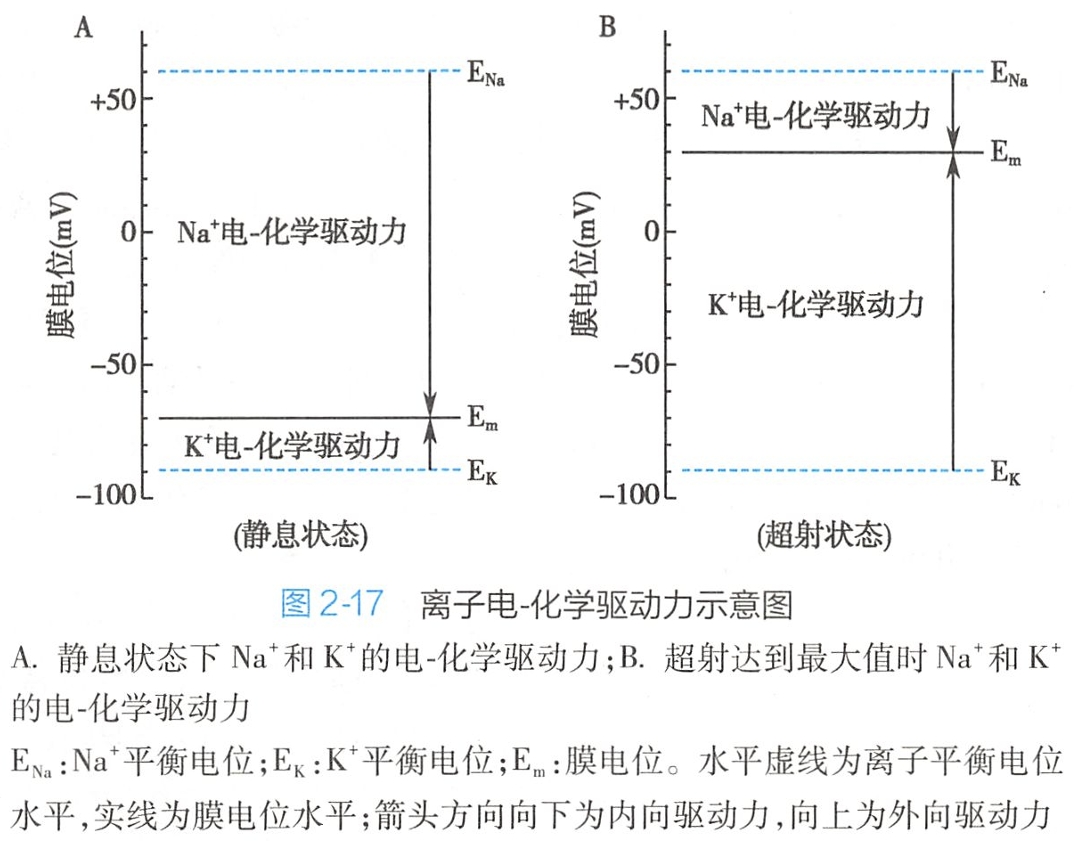 A
+50
0
−50
−100
膜电位(mV)
E_Na
Na⁺电-化学驱动力
E_m
K⁺电-化学驱动力
E_K
(静息状态)
B
+50
0
−50
−100
膜电位(mV)
E_Na
Na⁺电-化学驱动力
E_m
K⁺电-化学驱动力
E_K
(超射状态)
图 2-17 离子电-化学驱动力示意图
A. 静息状态下 Na⁺和 K⁺的电-化学驱动力;B. 超射达到最大值时 Na⁺和 K⁺
的电-化学驱动力
E_Na:Na⁺平衡电位;E_K:K⁺平衡电位;E_m:膜电位。水平虚线为离子平衡电位
水平,实线为膜电位水平;箭头方向向下为内向驱动力,向上为外向驱动力